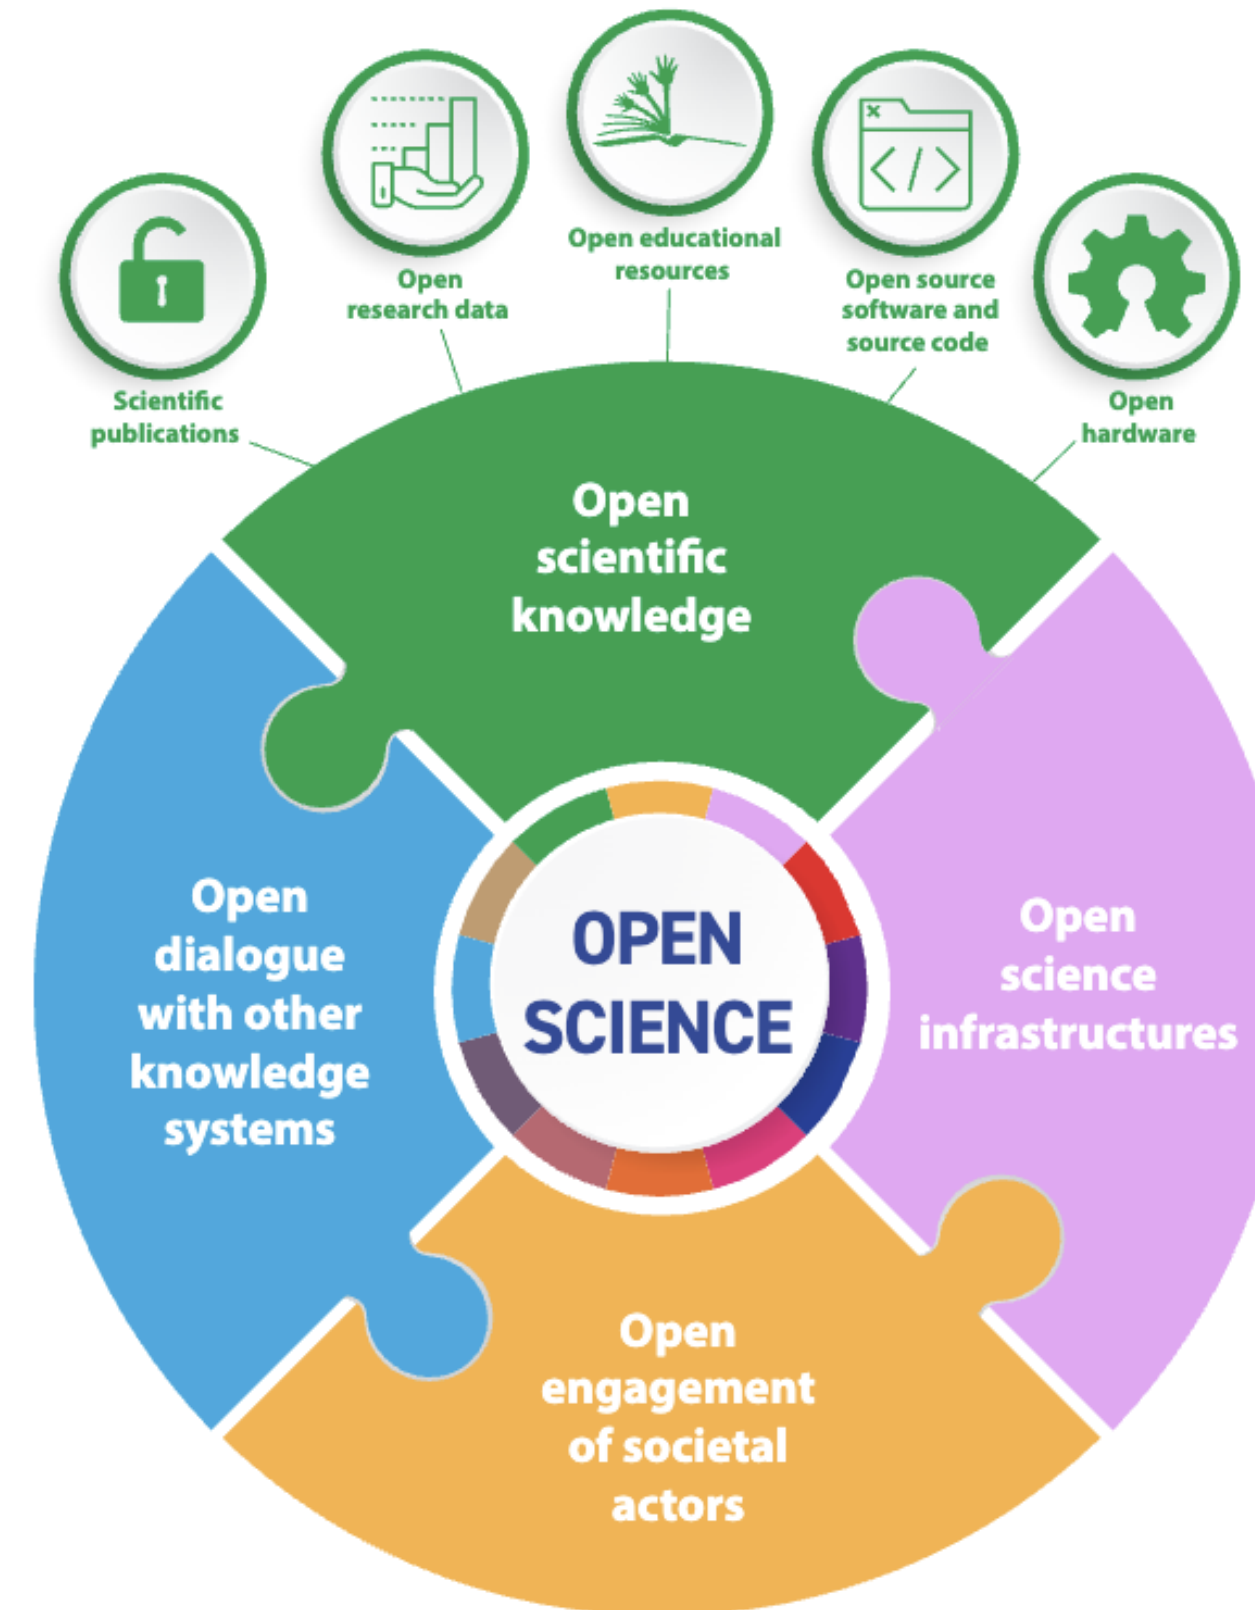 Open educational
resources
Open
research data
Open source
software and
source code
Scientific
publications
Open
hardware
Open
scientific
knowledge
Open
dialogue
with other
knowledge
systems
OPEN
SCIENCE
Open
science
infrastructures
Open
engagement
of societal
actors